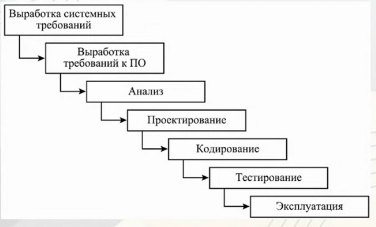 Выработка системных
требований
Выработка
требований к ПО
Анализ
Проектирование
Кодирование
Тестирование
Эксплуатация